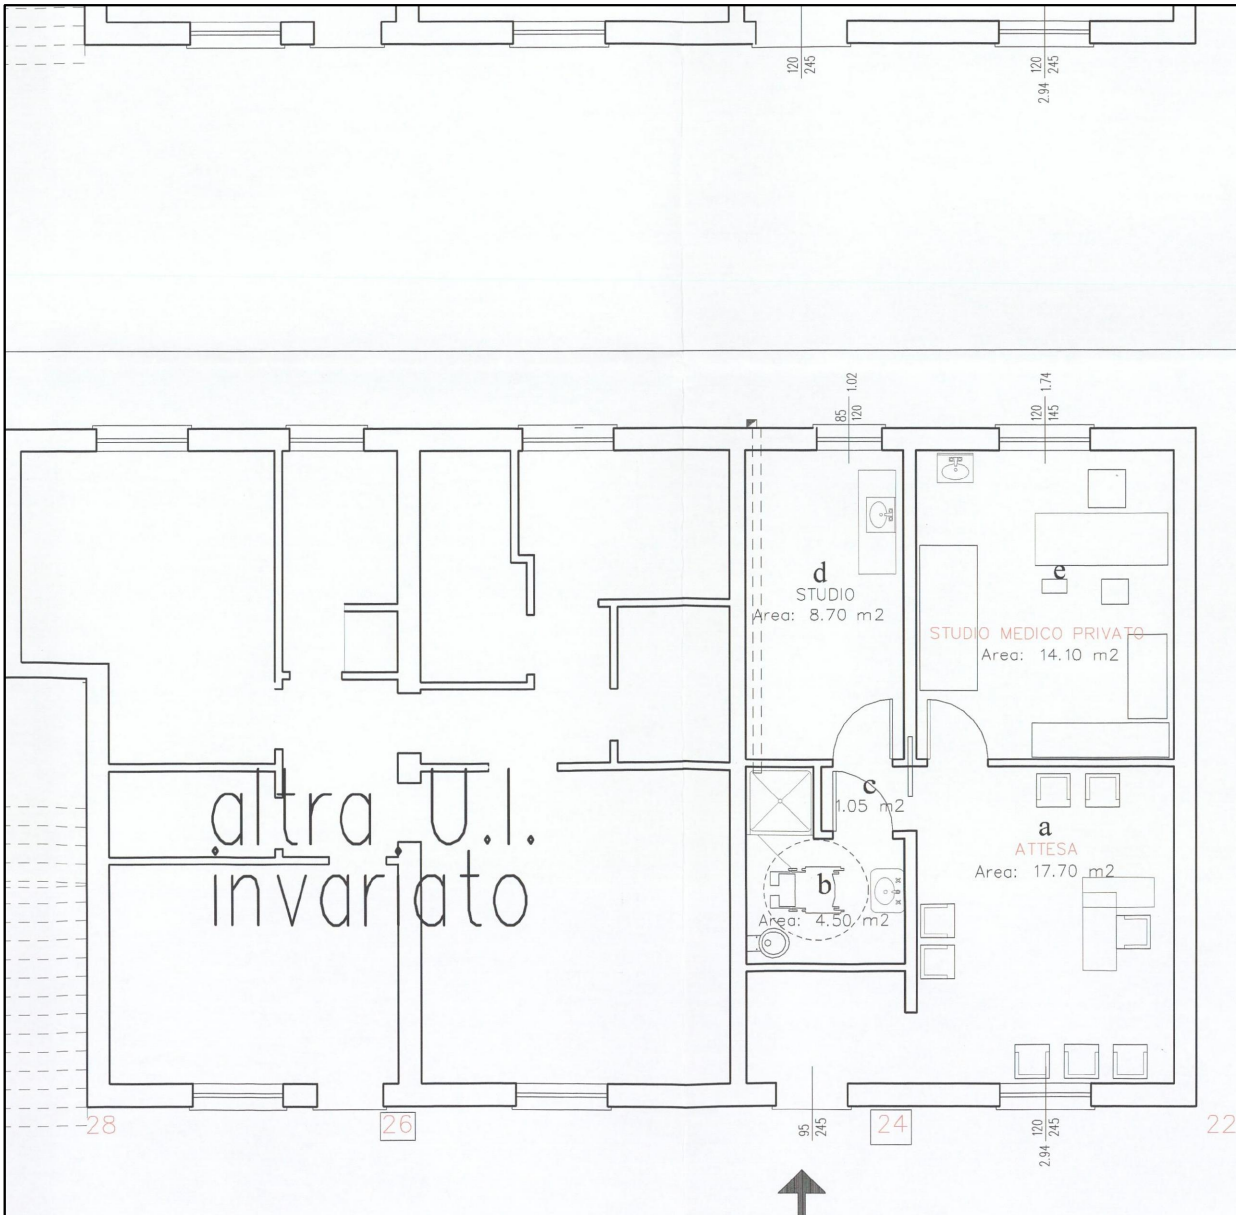 120
245
120
245
2.94
85
120
1.02
120
145
1.74
d
STUDIO
Area: 8.70 m2
e
STUDIO MEDICO PRIVATO
Area: 14.10 m2
c
1.05 m2
a
ATTESA
Area: 17.70 m2
b
Area: 4.50 m2
altra U.I.
invariato
28
26
24
22
95
245
120
245
2.94